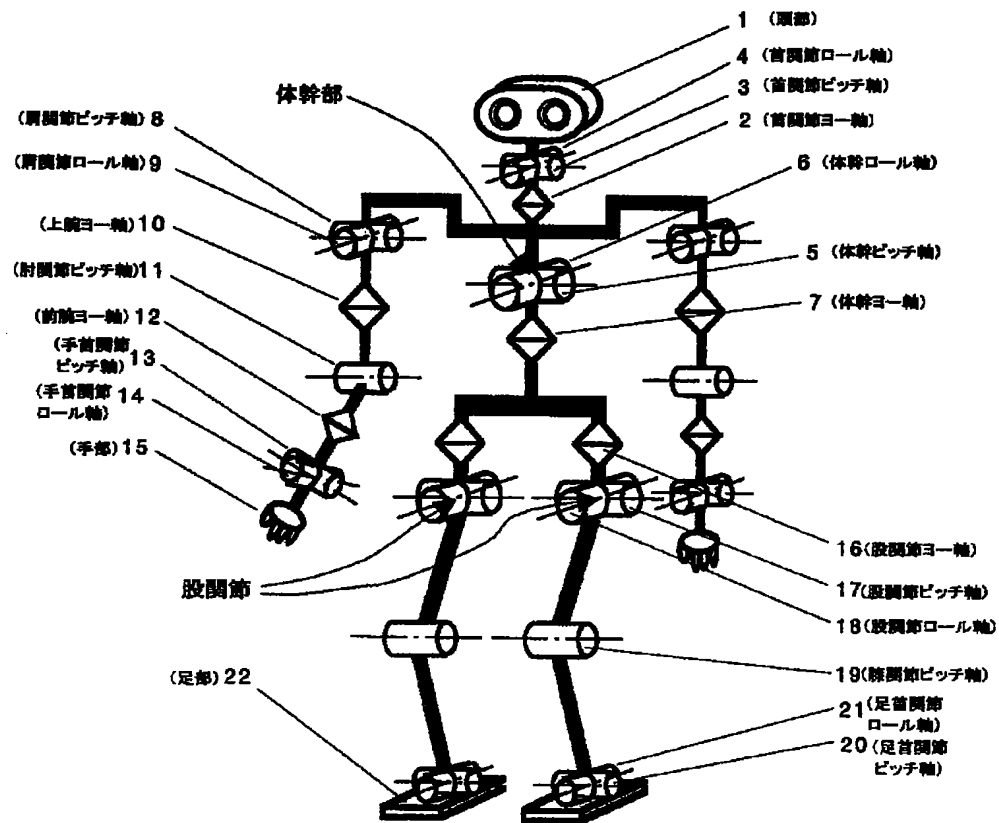 1 (頭部)
4 (首関節ロール軸)
3 (首関節ピッチ軸)
2 (首関節ヨー軸)
体幹部
6 (体幹ロール軸)
5 (体幹ピッチ軸)
7 (体幹ヨー軸)
(肩関節ピッチ軸) 8
(肩関節ロール軸) 9
(上腕ヨー軸) 10
(肘関節ピッチ軸) 11
(前腕ヨー軸) 12
(手首関節
ピッチ軸) 13
(手首関節
ロール軸) 14
(手部) 15
16 (股関節ヨー軸)
17 (股関節ピッチ軸)
18 (股関節ロール軸)
股関節
19 (膝関節ピッチ軸)
(足部) 22
21 (足首関節
ロール軸)
20 (足首関節
ピッチ軸)